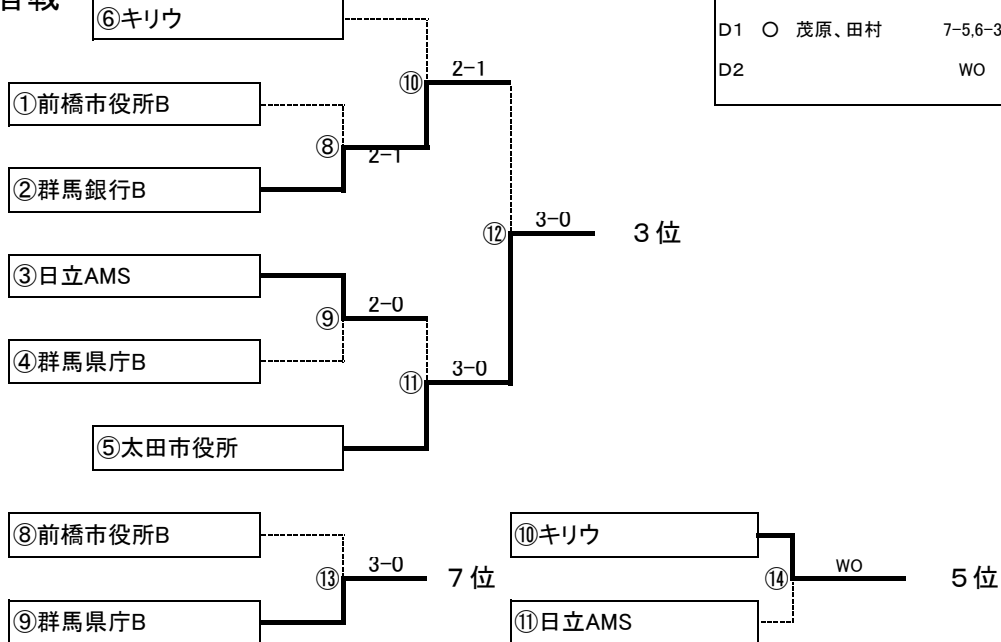 ⑥キリウ
D1 ○ 茂原、田村 7-5,6-3
D2 WO
⑩ 2-1
①前橋市役所B
⑧ 2-1
②群馬銀行B
⑫ 3-0 3位
③日立AMS
⑨ 2-0
④群馬県庁B
⑪ 3-0
⑤太田市役所
⑧前橋市役所B
⑬ 3-0 7位
⑨群馬県庁B
⑩キリウ
⑭ WO 5位
⑪日立AMS